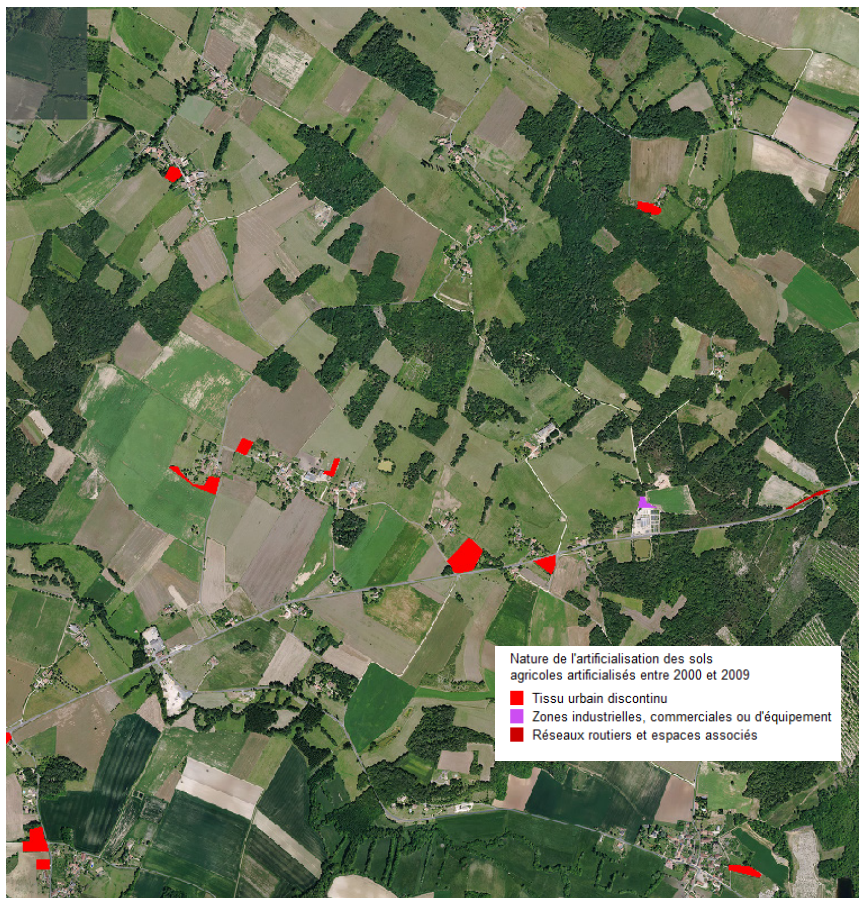 Nature de l'artificialisation des sols
agricoles artificialisés entre 2000 et 2009
Tissu urbain discontinu
Zones industrielles, commerciales ou d'équipement
Réseaux routiers et espaces associés